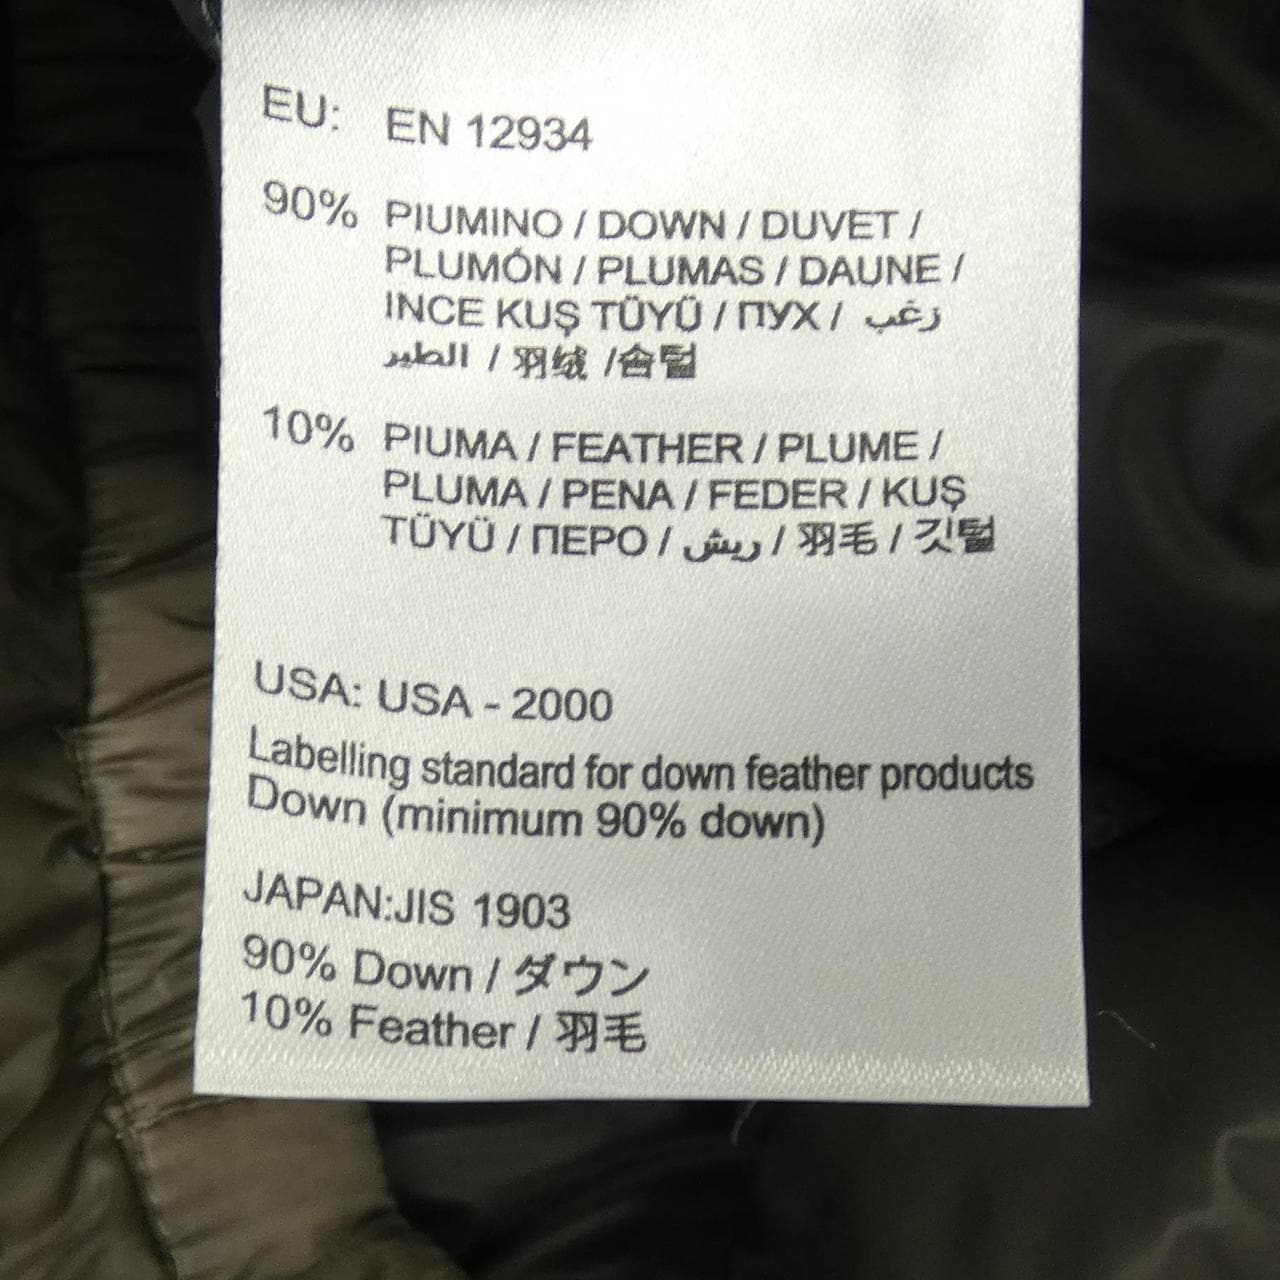 EU: EN 12934
90% PIUMINO / DOWN / DUVET /
PLUMÓN / PLUMAS / DAUNE /
INCE KUŞ TÜYÜ / ПУХ / زغب
الطير / 羽绒 /솜털
10% PIUMA / FEATHER / PLUME /
PLUMA / PENA / FEDER / KUŞ
TÜYÜ / ПЕРО / ريش / 羽毛 / 깃털
USA: USA - 2000
Labelling standard for down feather products
Down (minimum 90% down)
JAPAN:JIS 1903
90% Down / ダウン
10% Feather / 羽毛